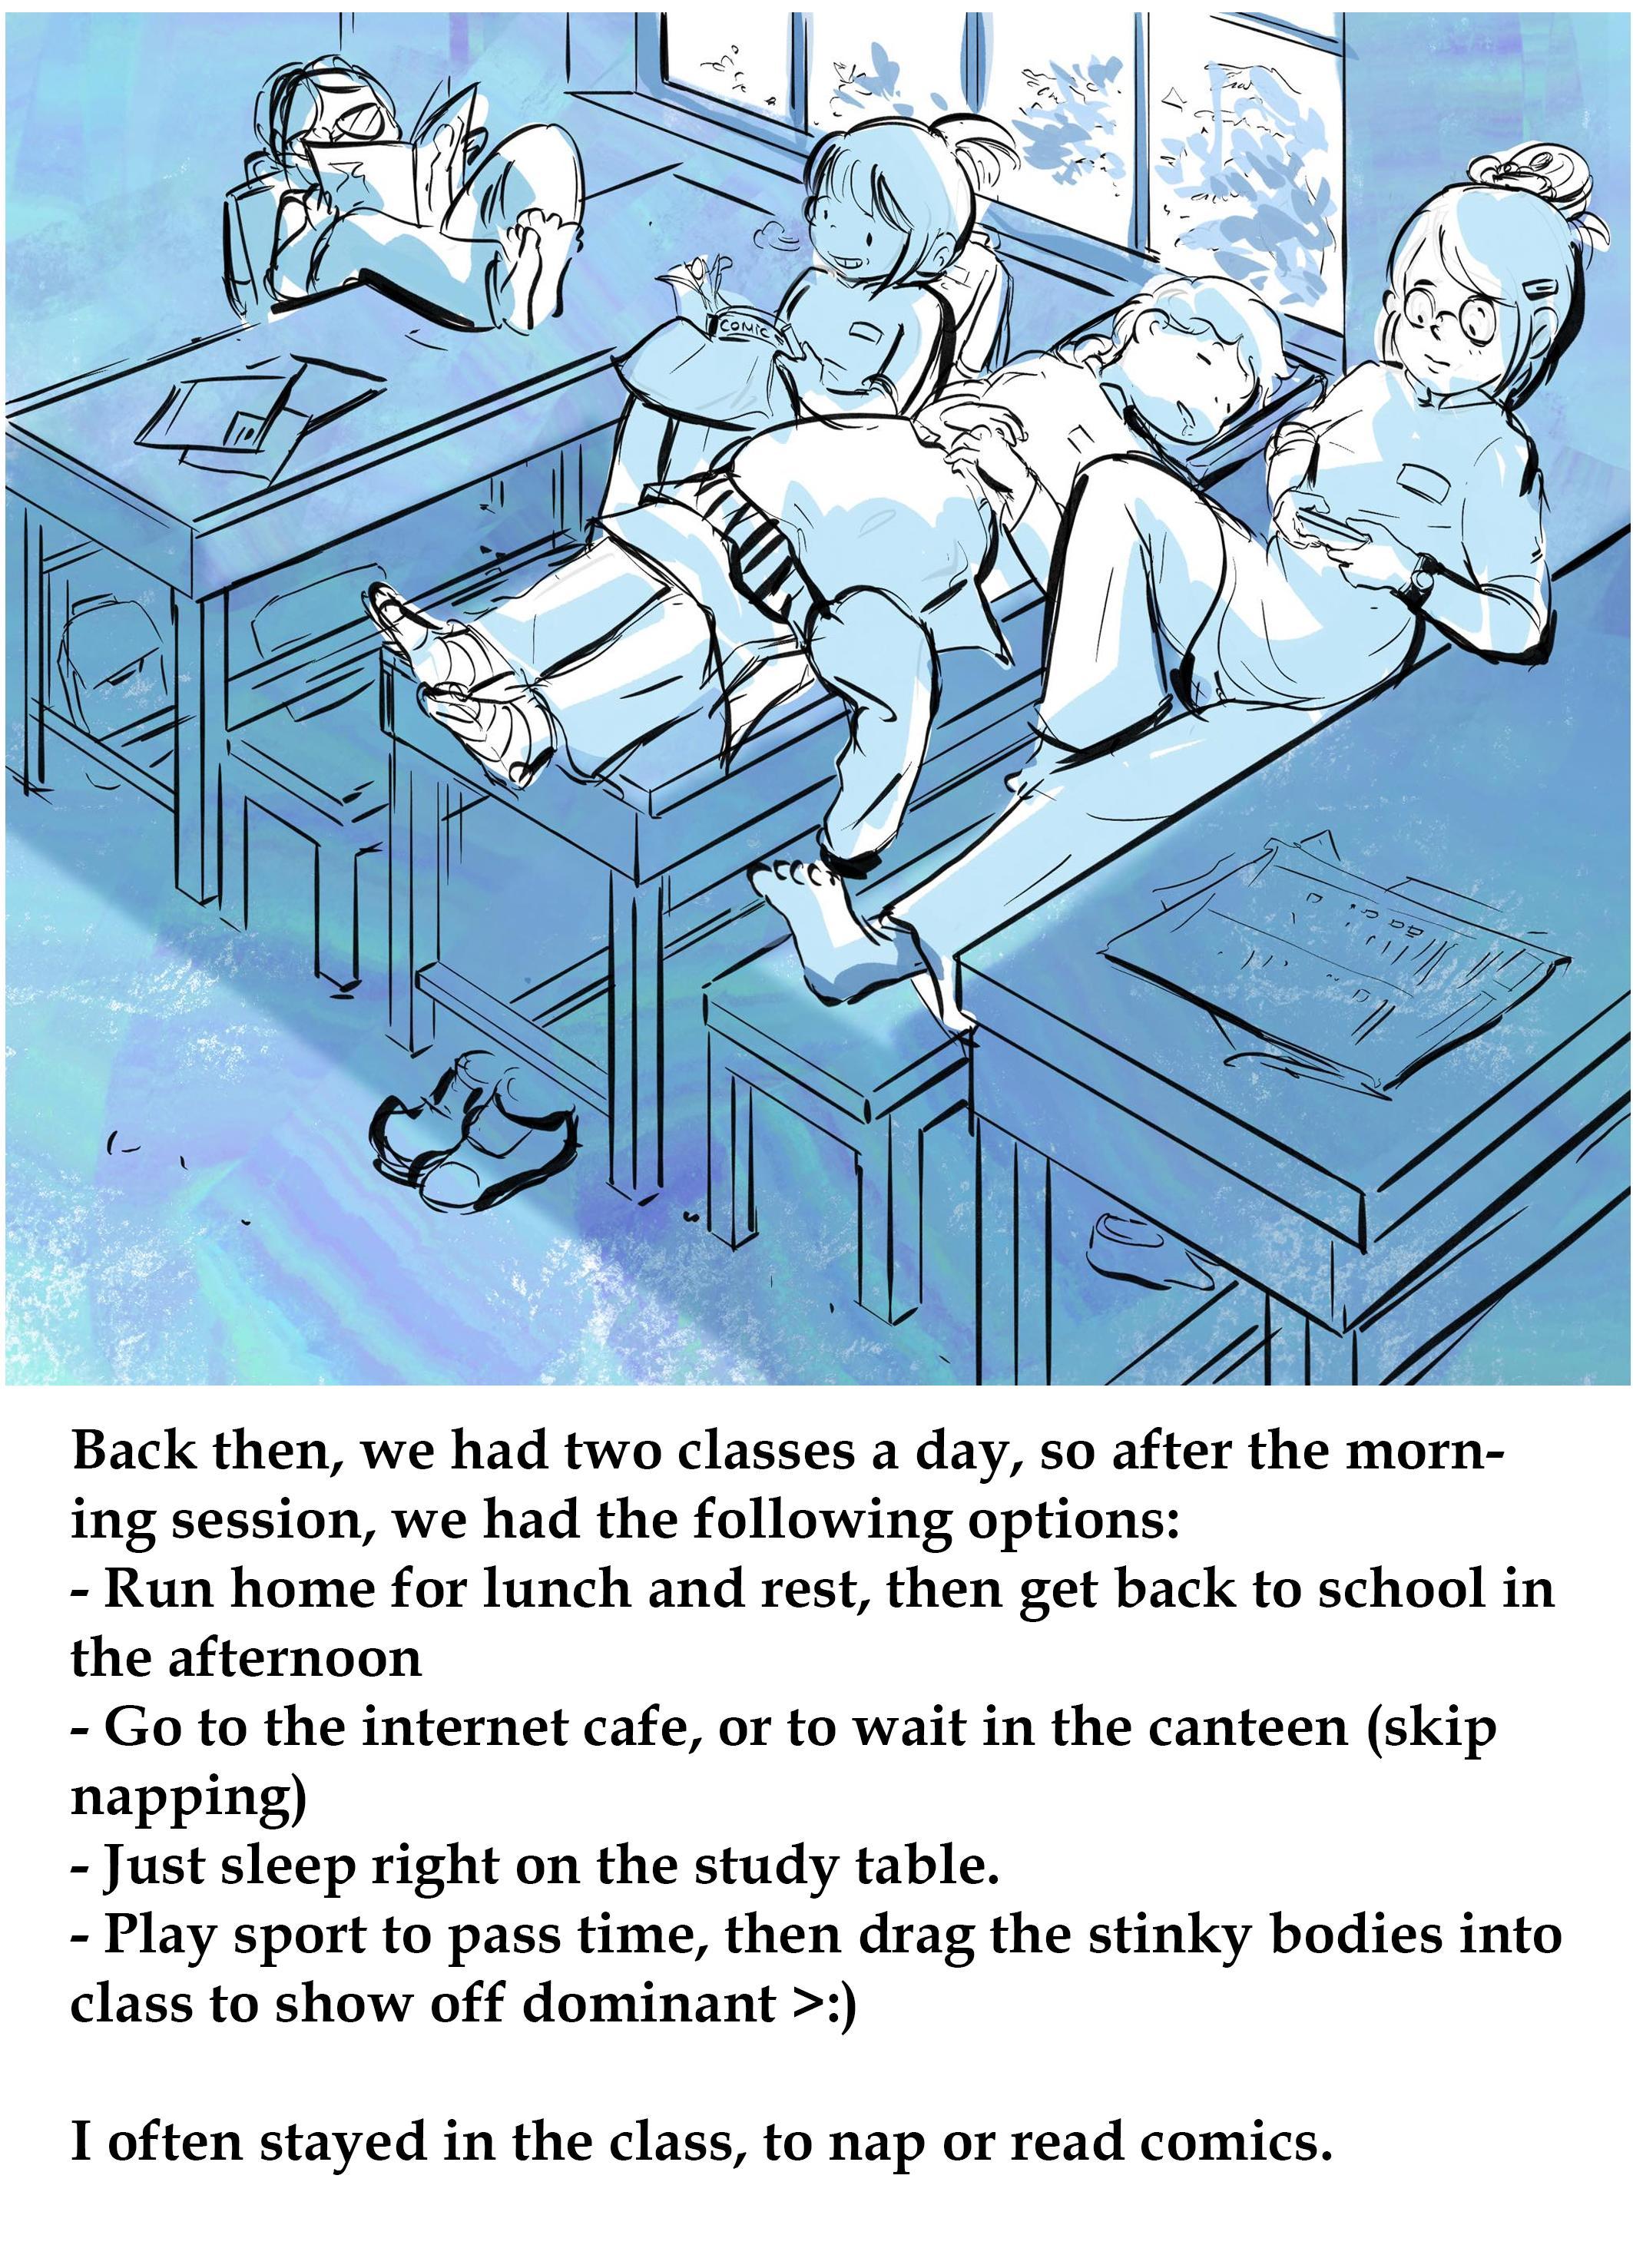 COMIC
Back then, we had two classes a day, so after the morn-
ing session, we had the following options:
- Run home for lunch and rest, then get back to school in
the afternoon
- Go to the internet cafe, or to wait in the canteen (skip
napping)
- Just sleep right on the study table.
- Play sport to pass time, then drag the stinky bodies into
class to show off dominant >:)
I often stayed in the class, to nap or read comics.